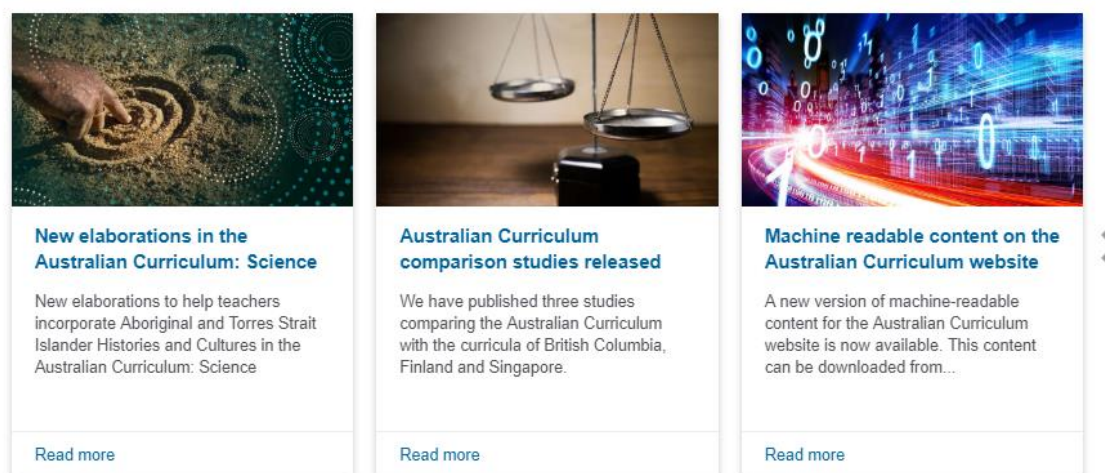 New elaborations in the
Australian Curriculum: Science
New elaborations to help teachers
incorporate Aboriginal and Torres Strait
Islander Histories and Cultures in the
Australian Curriculum: Science
Read more
Australian Curriculum
comparison studies released
We have published three studies
comparing the Australian Curriculum
with the curricula of British Columbia,
Finland and Singapore.
Read more
Machine readable content on the
Australian Curriculum website
A new version of machine-readable
content for the Australian Curriculum
website is now available. This content
can be downloaded from...
Read more